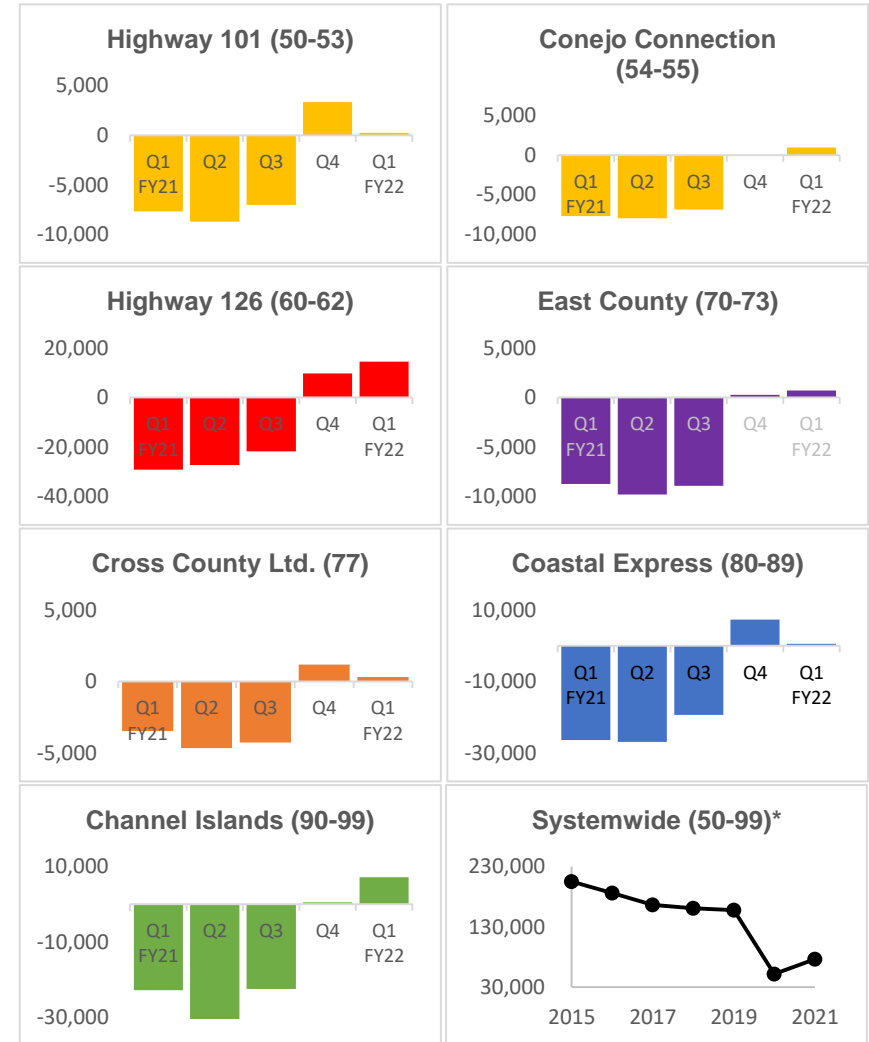 Highway 101 (50-53)
5,000
0
-5,000
-10,000
Q1 Q2 Q3 Q4 Q1
FY21 FY22
Conejo Connection
(54-55)
5,000
0
-5,000
-10,000
Q1 Q2 Q3 Q4 Q1
FY21 FY22
Highway 126 (60-62)
20,000
0
-20,000
-40,000
Q1 Q2 Q3 Q4 Q1
FY21 FY22
East County (70-73)
5,000
0
-5,000
-10,000
Q1 Q2 Q3 Q4 Q1
FY21 FY22
Cross County Ltd. (77)
5,000
0
-5,000
Q1 Q2 Q3 Q4 Q1
FY21 FY22
Coastal Express (80-89)
10,000
-10,000
-30,000
Q1 Q2 Q3 Q4 Q1
FY21 FY22
Channel Islands (90-99)
10,000
-10,000
-30,000
Q1 Q2 Q3 Q4 Q1
FY21 FY22
Systemwide (50-99)*
230,000
130,000
30,000
2015 2017 2019 2021